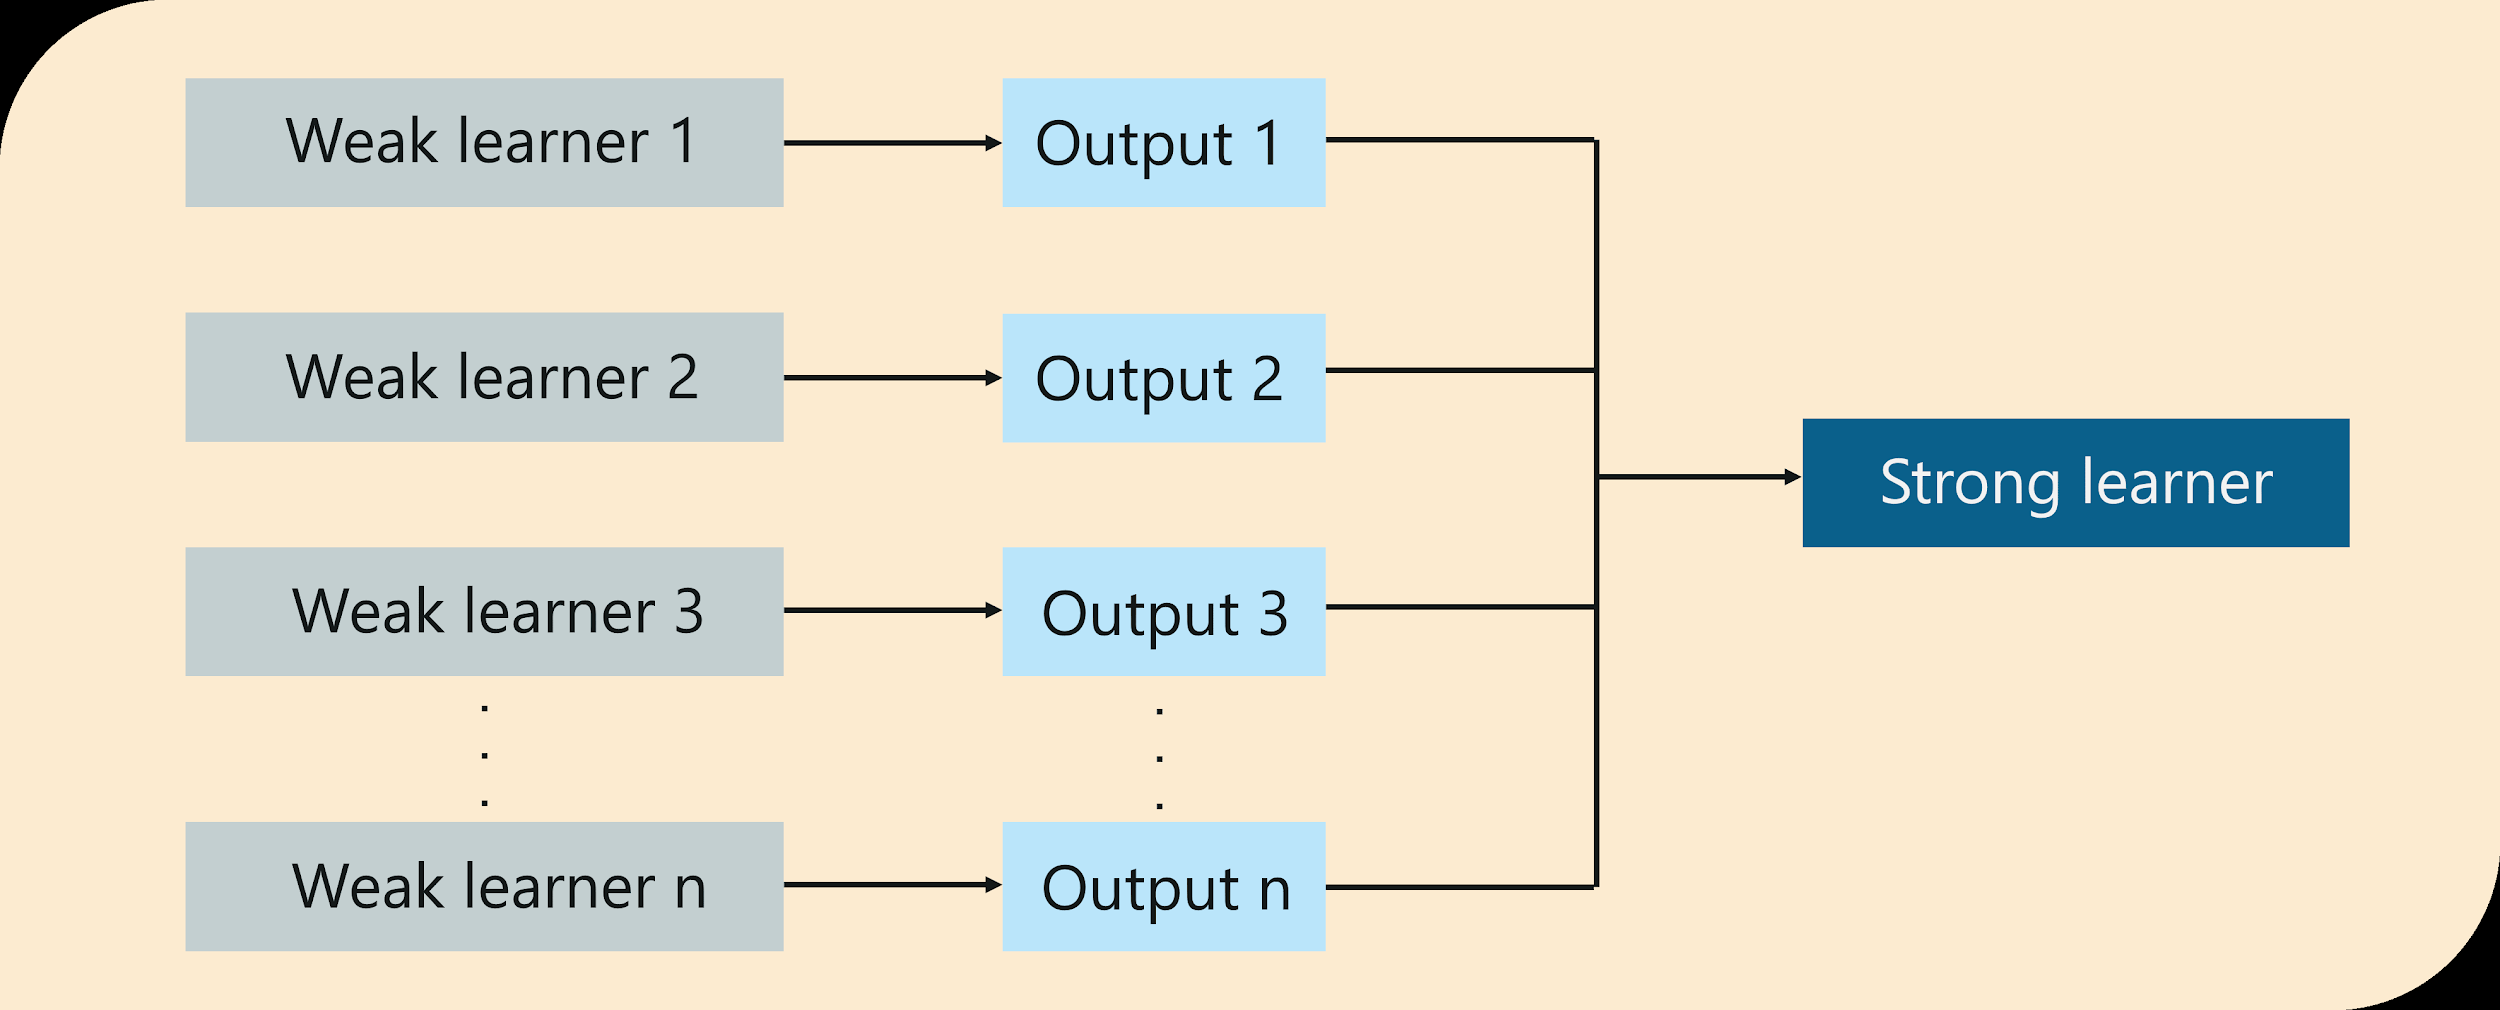 Weak learner 1
Output 1
Weak learner 2
Output 2
Strong learner
Weak learner 3
Output 3
.
.
.
.
.
.
Weak learner n
Output n